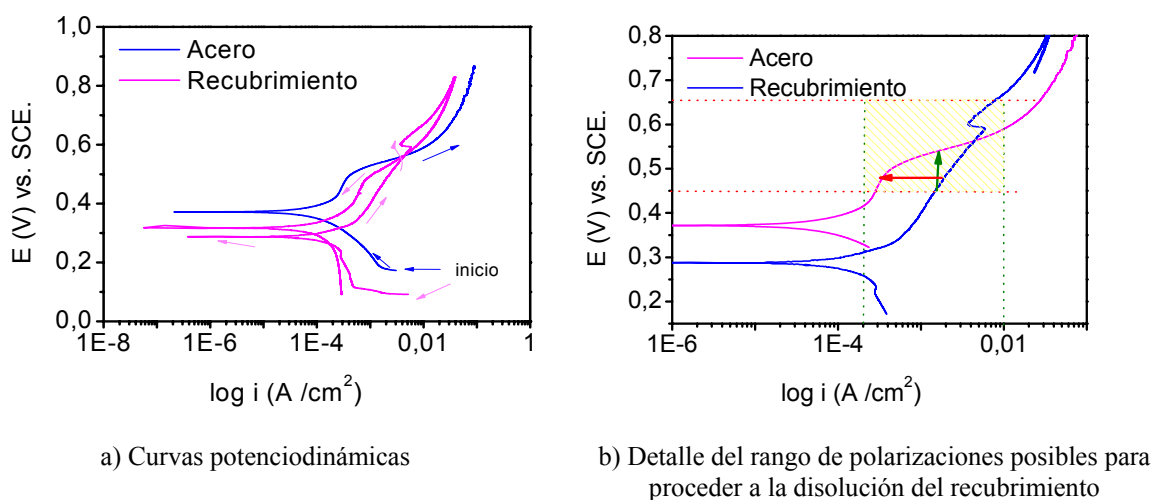 1,0
0,8
0,6
0,4
0,2
0,0
E (V) vs. SCE.
Acero
Recubrimiento
inicio
1E-8
1E-6
1E-4
0,01
1
log i (A /cm²)
a) Curvas potenciodinámicas
0,8
0,7
0,6
0,5
0,4
0,3
0,2
E (V) vs. SCE.
Acero
Recubrimiento
1E-6
1E-4
0,01
log i (A /cm²)
b) Detalle del rango de polarizaciones posibles para
proceder a la disolución del recubrimiento